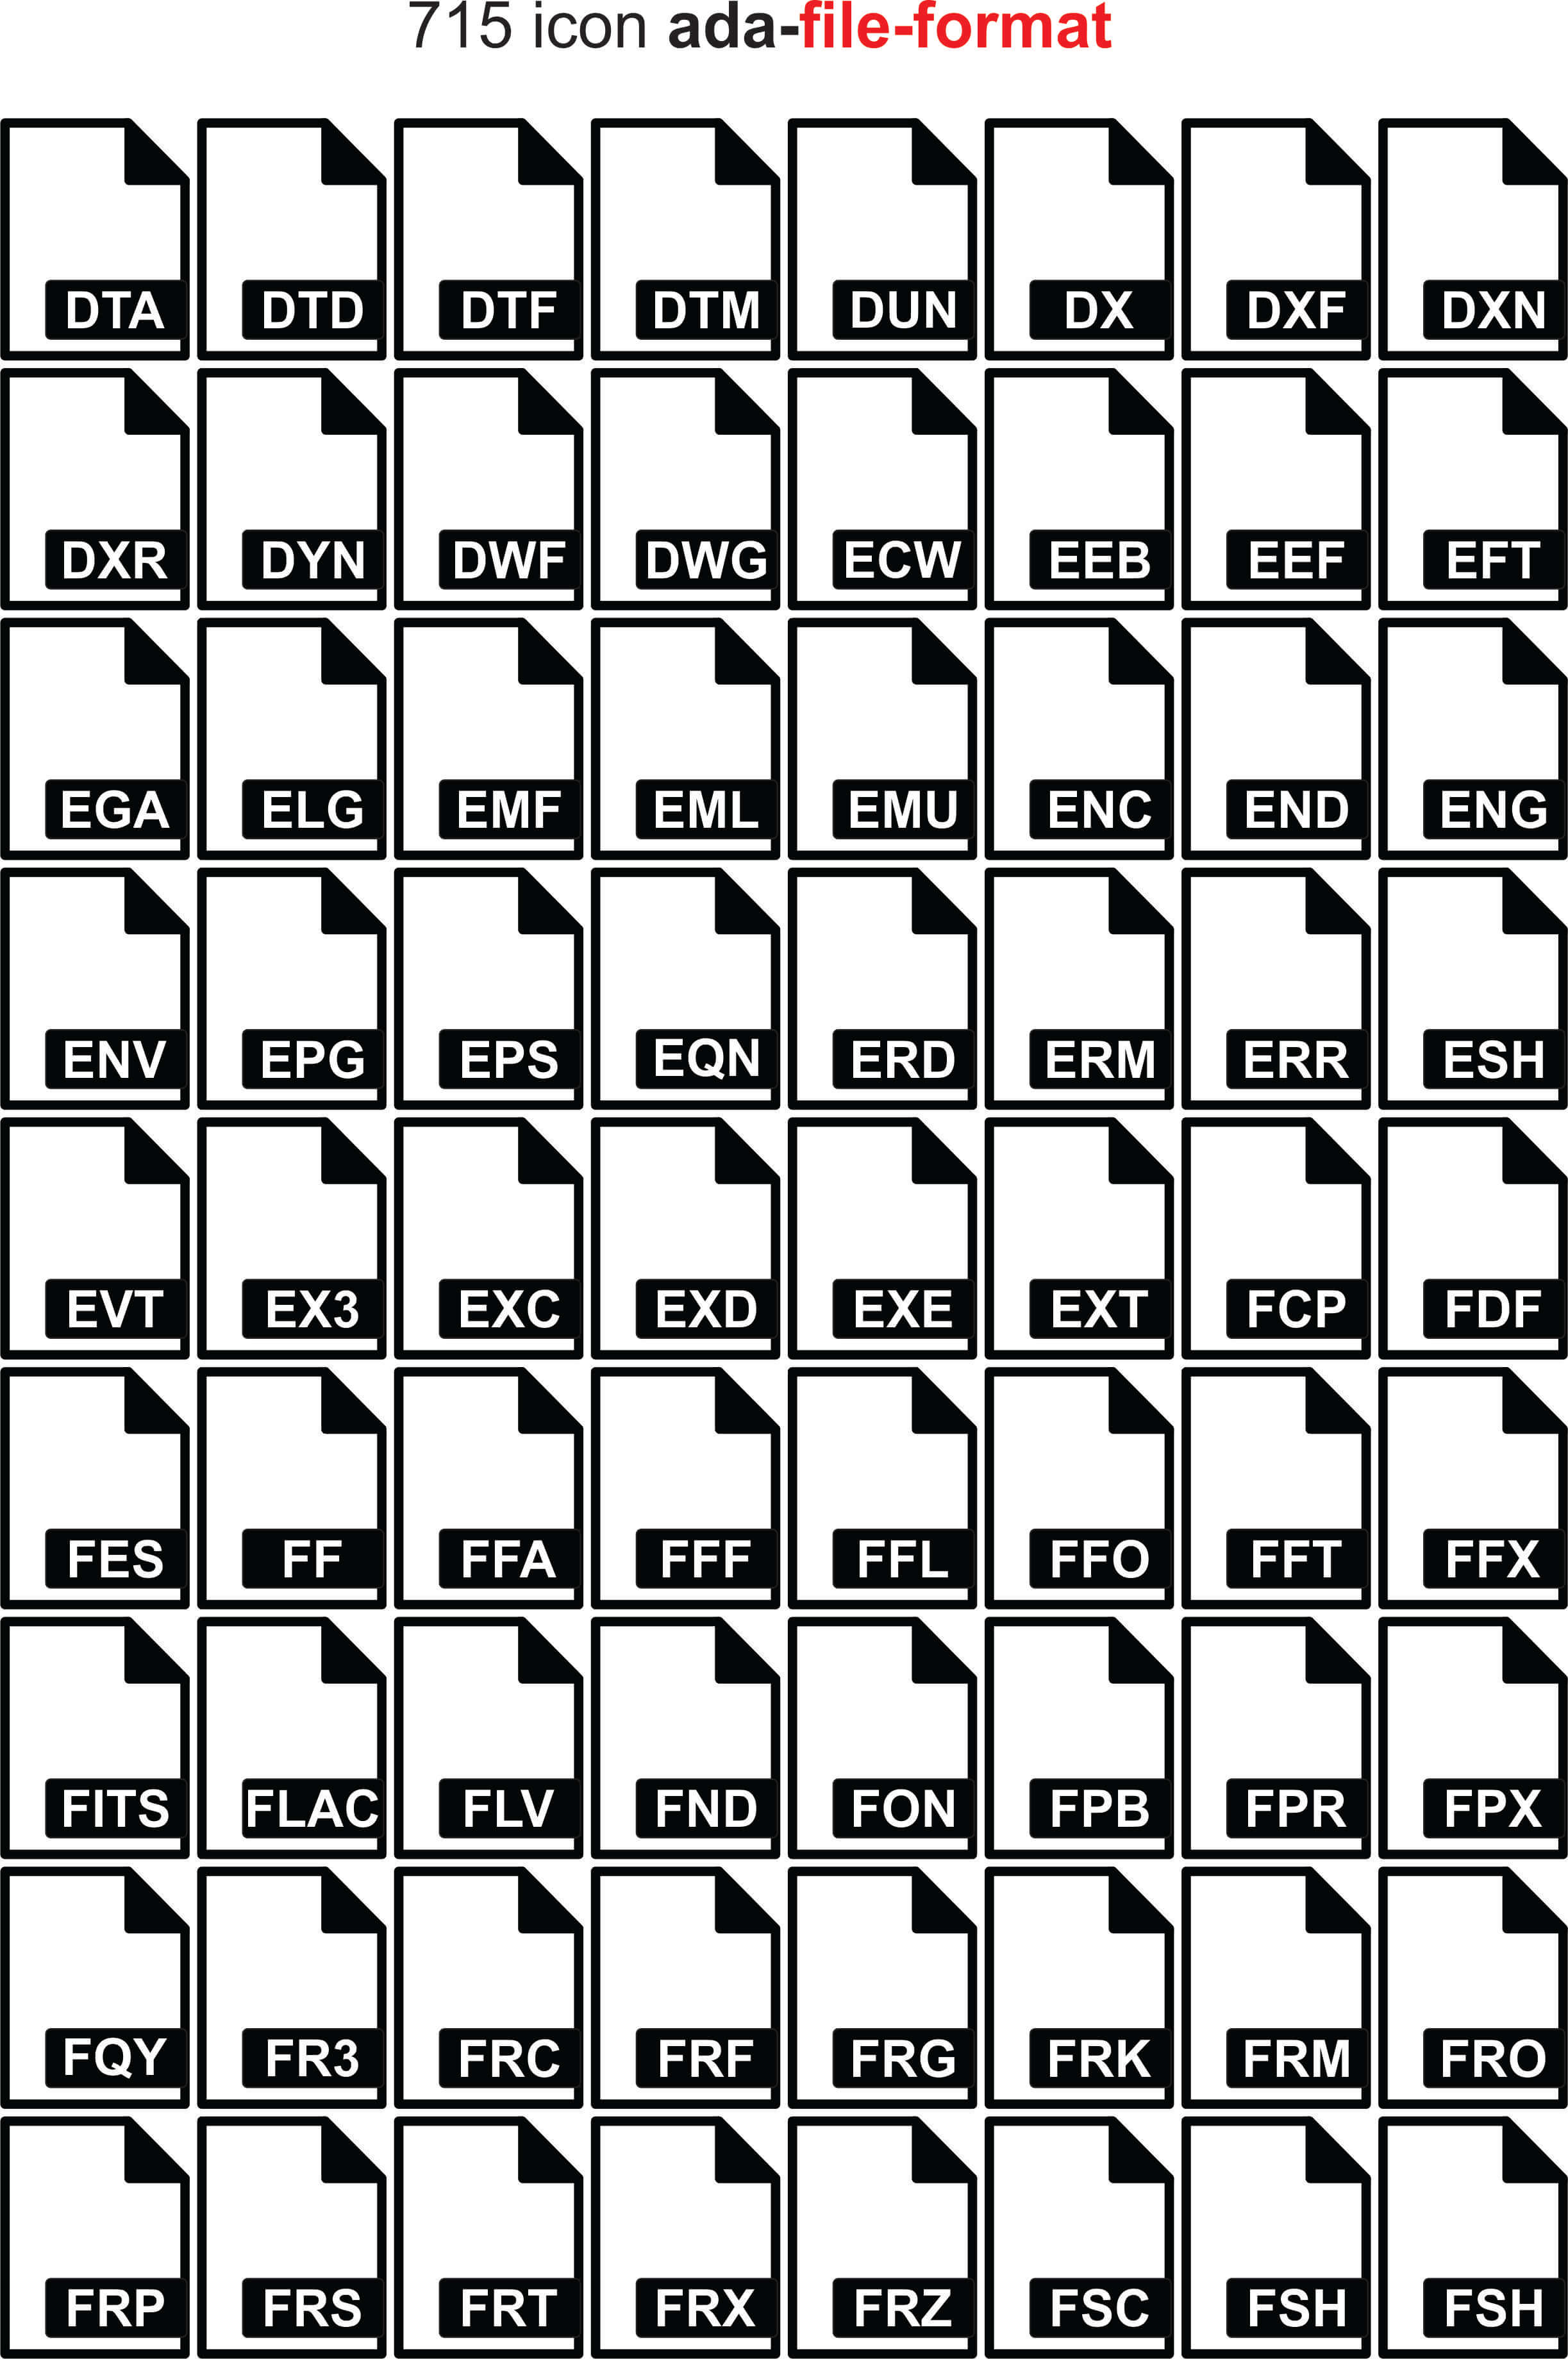 715 icon ada-file-format
DTA DTD DTF DTM DUN DX DXF DXN
DXR DYN DWF DWG ECW EEB EEF EFT
EGA ELG EMF EML EMU ENC END ENG
ENV EPG EPS EQN ERD ERM ERR ESH
EVT EX3 EXC EXD EXE EXT FCP FDF
FES FF FFA FFF FFL FFO FFT FFX
FITS FLAC FLV FND FON FPB FPR FPX
FQY FR3 FRC FRF FRG FRK FRM FRO
FRP FRS FRT FRX FRZ FSC FSH FSH